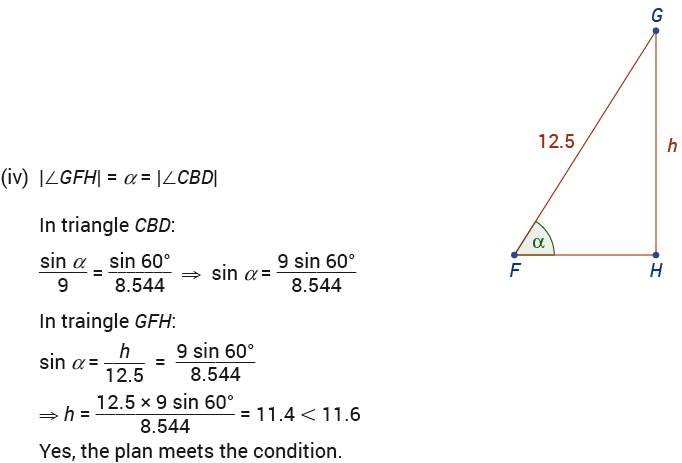 G
12.5
h
α
F
H
(iv) |∠GFH| = α = |∠CBD|
In triangle CBD:
sin α / 9 = sin 60° / 8.544 ⇒ sin α = 9 sin 60° / 8.544
In traingle GFH:
sin α = h / 12.5 = 9 sin 60° / 8.544
⇒ h = 12.5 × 9 sin 60° / 8.544 = 11.4 < 11.6
Yes, the plan meets the condition.